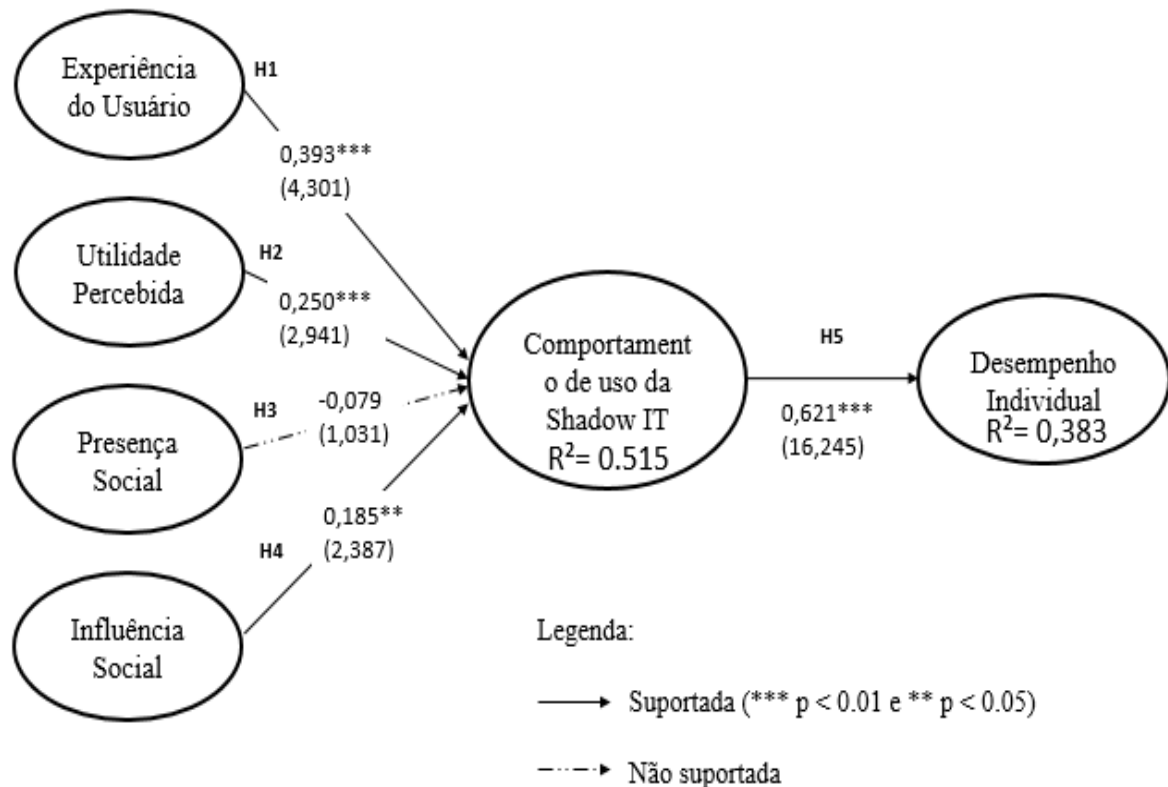 Experiência
do Usuário
H1
0,393***
(4,301)
Utilidade
Percebida
H2
0,250***
(2,941)
Presença
Social
H3
-0,079
(1,031)
Influência
Social
H4
0,185**
(2,387)
Comportament
o de uso da
Shadow IT
R²= 0.515
H5
0,621***
(16,245)
Desempenho
Individual
R²= 0,383
Legenda:
Suportada (*** p < 0.01 e ** p < 0.05)
Não suportada